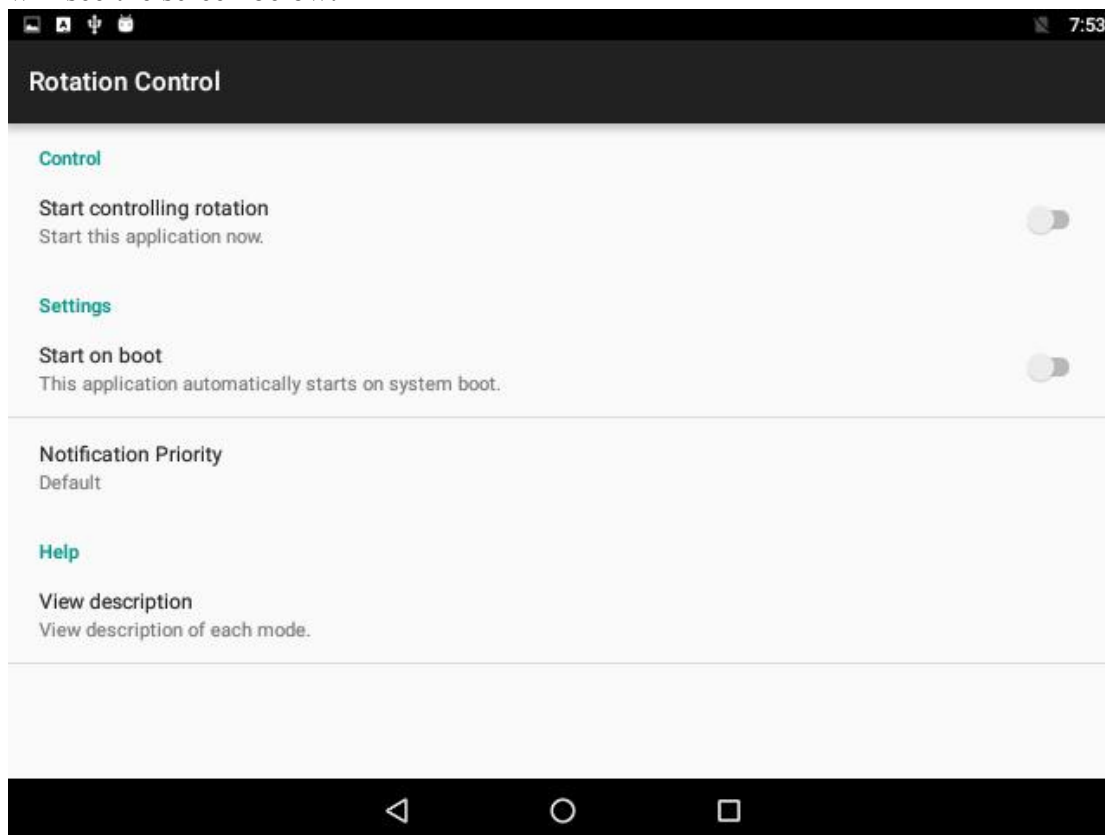 7:53
Rotation Control
Control
Start controlling rotation
Start this application now.
Settings
Start on boot
This application automatically starts on system boot.
Notification Priority
Default
Help
View description
View description of each mode.